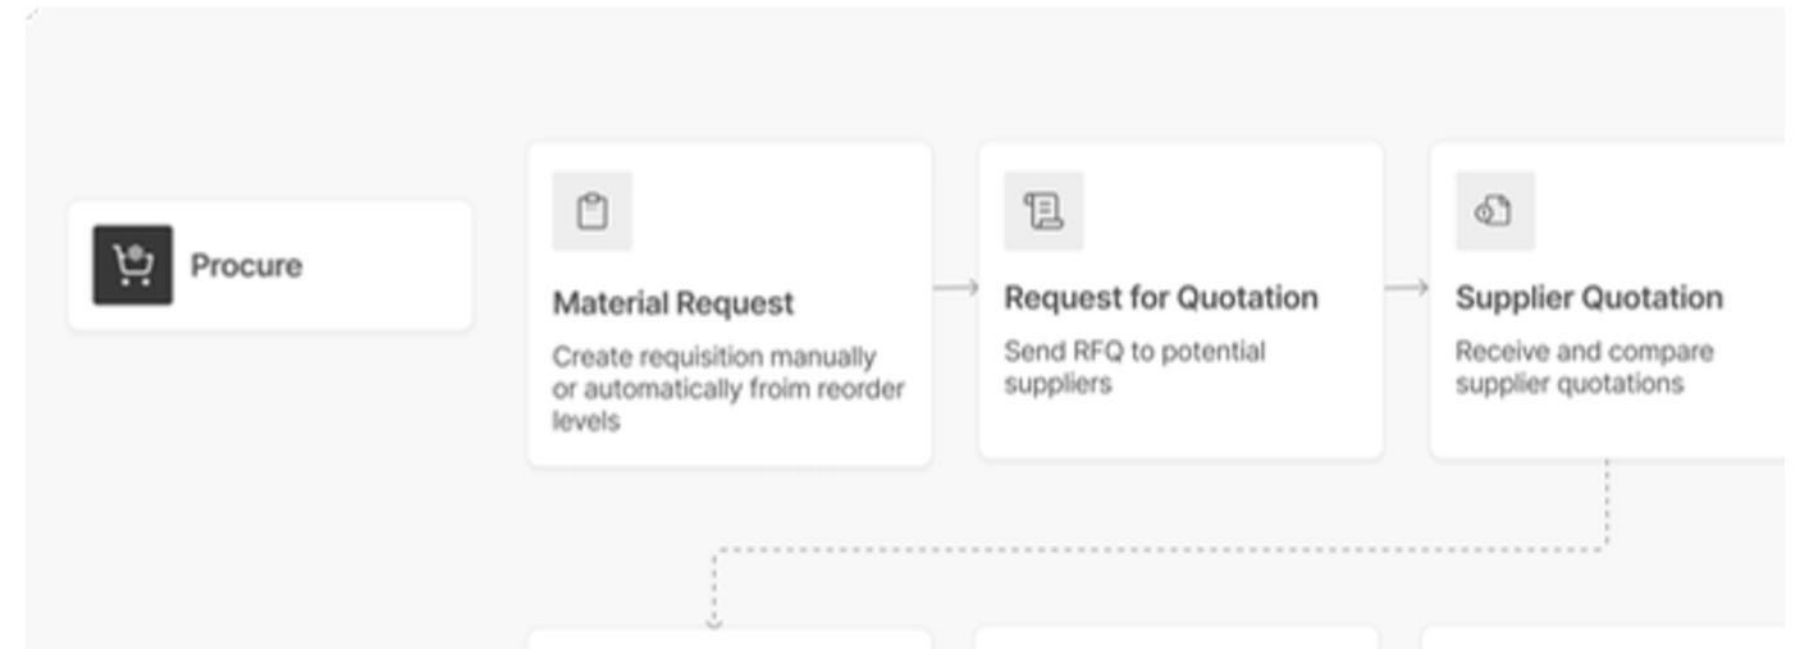 Procure
Material Request
Create requisition manually
or automatically froim reorder
levels
Request for Quotation
Send RFQ to potential
suppliers
Supplier Quotation
Receive and compare
supplier quotations